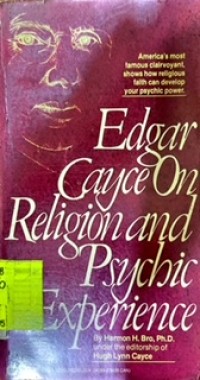 America's most
famous clairvoyant,
shows how religious
faith can develop
your psychic power.
Edgar
Cayce On
Religion and
Psychic
Experience
By Harmon H. Bro, Ph.D.
under the editorship of
Hugh Lynn Cayce